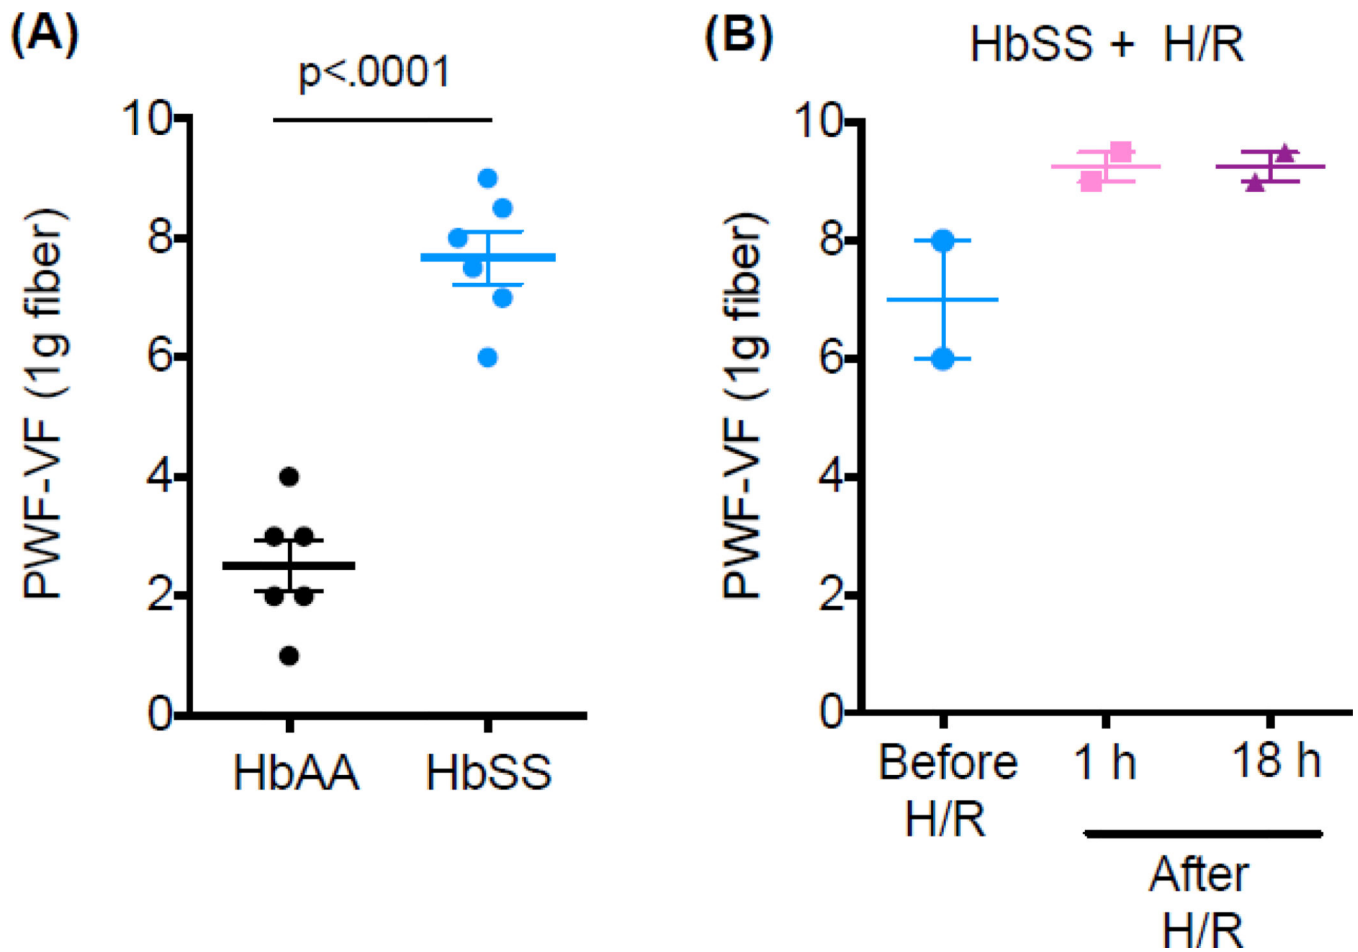 (A)
p<.0001
PWF-VF (1g fiber)
10
8
6
4
2
0
HbAA HbSS
(B)
HbSS + H/R
PWF-VF (1g fiber)
10
8
6
4
2
0
Before 1 h 18 h
H/R
After
H/R